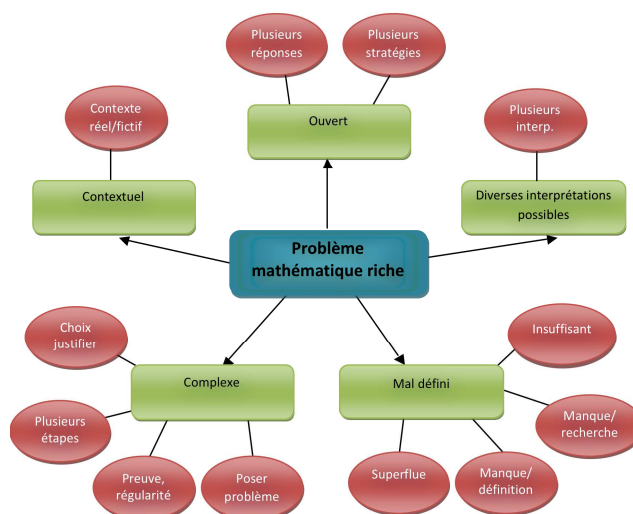 Plusieurs
réponses
Plusieurs
stratégies
Contexte
réel/fictif
Ouvert
Plusieurs
interp.
Contextuel
Diverses interprétations
possibles
Problème
mathématique riche
Choix
justifier
Complexe
Mal défini
Insuffisant
Plusieurs
étapes
Manque/
recherche
Preuve,
régularité
Poser
problème
Superflue
Manque/
définition